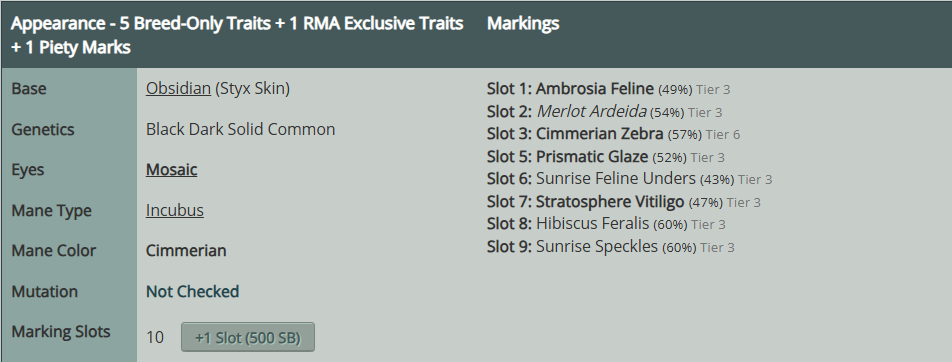 Appearance - 5 Breed-Only Traits + 1 RMA Exclusive Traits
+ 1 Piety Marks
Markings
Base
Obsidian (Styx Skin)
Genetics
Black Dark Solid Common
Eyes
Mosaic
Mane Type
Incubus
Mane Color
Cimmerian
Mutation
Not Checked
Marking Slots
10
+1 Slot (500 SB)
Slot 1: Ambrosia Feline (49%) Tier 3
Slot 2: Merlot Ardeida (54%) Tier 3
Slot 3: Cimmerian Zebra (57%) Tier 6
Slot 5: Prismatic Glaze (52%) Tier 3
Slot 6: Sunrise Feline Unders (43%) Tier 3
Slot 7: Stratosphere Vitiligo (47%) Tier 3
Slot 8: Hibiscus Feralis (60%) Tier 3
Slot 9: Sunrise Speckles (60%) Tier 3